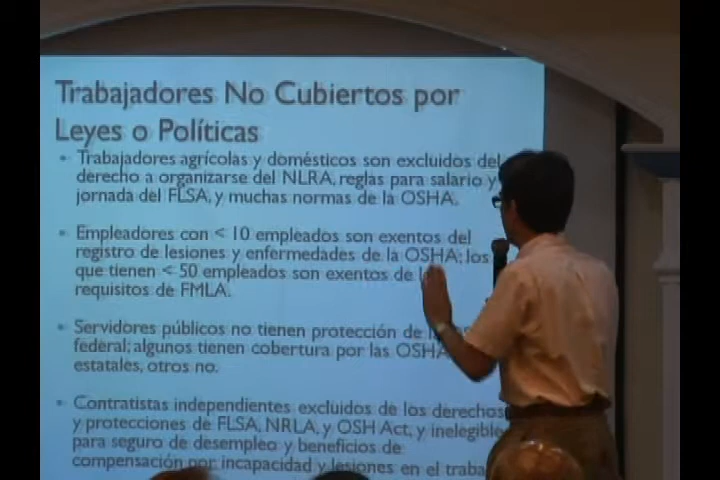 Trabajadores No Cubiertos por
Leyes o Políticas
• Trabajadores agrícolas y domésticos son excluidos del
derecho a organizarse del NLRA, reglas para salario y
jornada del FLSA, y muchas normas de la OSHA.
• Empleadores con < 10 empleados son exentos del
registro de lesiones y enfermedades de la OSHA; los
que tienen < 50 empleados son exentos de
requisitos de FMLA.
• Servidores públicos no tienen protección de
federal; algunos tienen cobertura por las OSHA
estatales, otros no.
• Contratistas independientes excluidos de los derechos
y protecciones de FLSA, NRLA, y OSH Act, y inelegible
para seguro de desempleo y beneficios de
compensación por incapacidad y lesiones en el traba